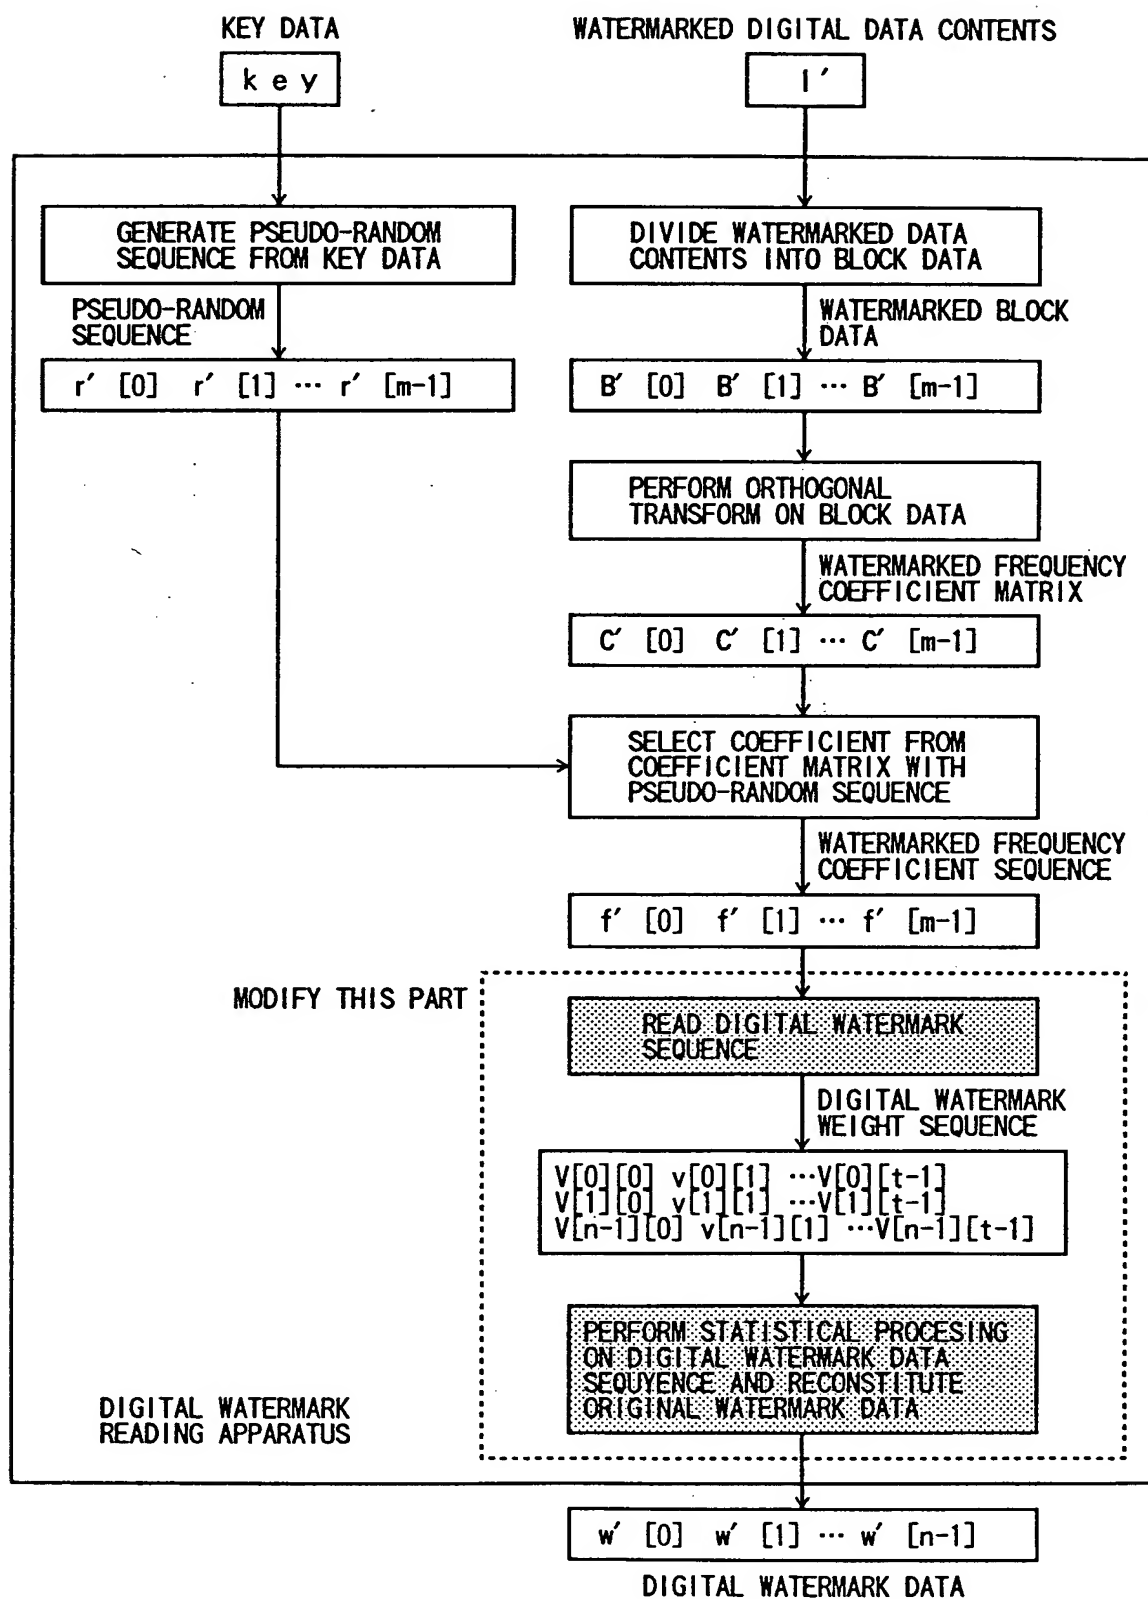 KEY DATA
key
WATERMARKED DIGITAL DATA CONTENTS
I′
GENERATE PSEUDO-RANDOM
SEQUENCE FROM KEY DATA
PSEUDO-RANDOM
SEQUENCE
r′ [0] r′ [1] ··· r′ [m-1]
DIVIDE WATERMARKED DATA
CONTENTS INTO BLOCK DATA
WATERMARKED BLOCK
DATA
B′ [0] B′ [1] ··· B′ [m-1]
PERFORM ORTHOGONAL
TRANSFORM ON BLOCK DATA
WATERMARKED FREQUENCY
COEFFICIENT MATRIX
C′ [0] C′ [1] ··· C′ [m-1]
SELECT COEFFICIENT FROM
COEFFICIENT MATRIX WITH
PSEUDO-RANDOM SEQUENCE
WATERMARKED FREQUENCY
COEFFICIENT SEQUENCE
f′ [0] f′ [1] ··· f′ [m-1]
MODIFY THIS PART
READ DIGITAL WATERMARK
SEQUENCE
DIGITAL WATERMARK
WEIGHT SEQUENCE
V[0][0] v[0][1] ···V[0][t-1]
V[1][0] v[1][1] ···V[1][t-1]
V[n-1][0] v[n-1][1] ···V[n-1][t-1]
PERFORM STATISTICAL PROCESING
ON DIGITAL WATERMARK DATA
SEQUYENCE AND RECONSTITUTE
ORIGINAL WATERMARK DATA
DIGITAL WATERMARK
READING APPARATUS
w′ [0] w′ [1] ··· w′ [n-1]
DIGITAL WATERMARK DATA